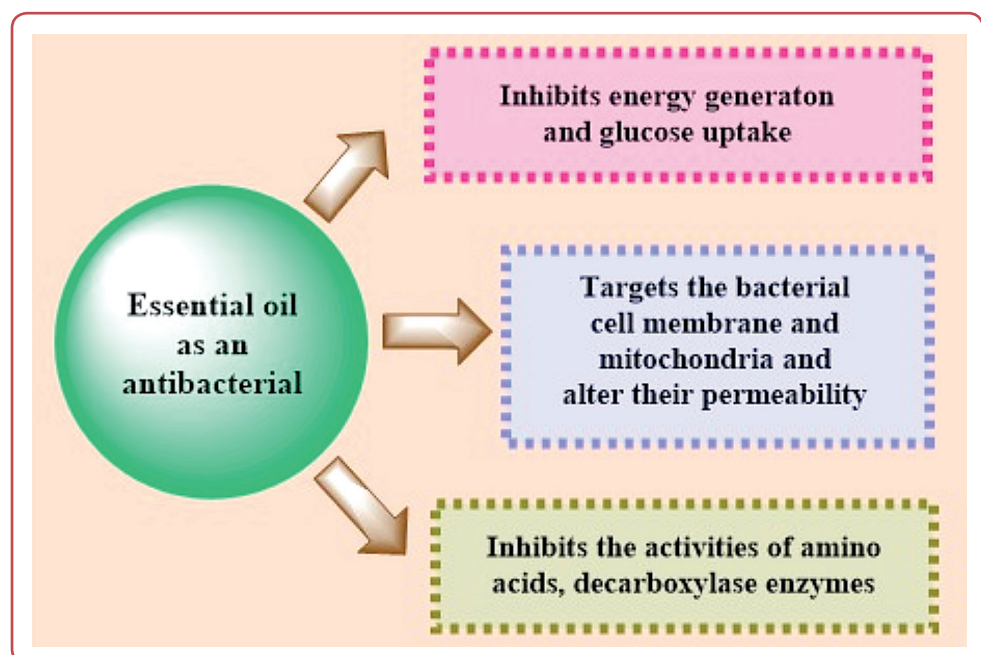 Inhibits energy generaton
and glucose uptake
Essential oil
as an
antibacterial
Targets the bacterial
cell membrane and
mitochondria and
alter their permeability
Inhibits the activities of amino
acids, decarboxylase enzymes